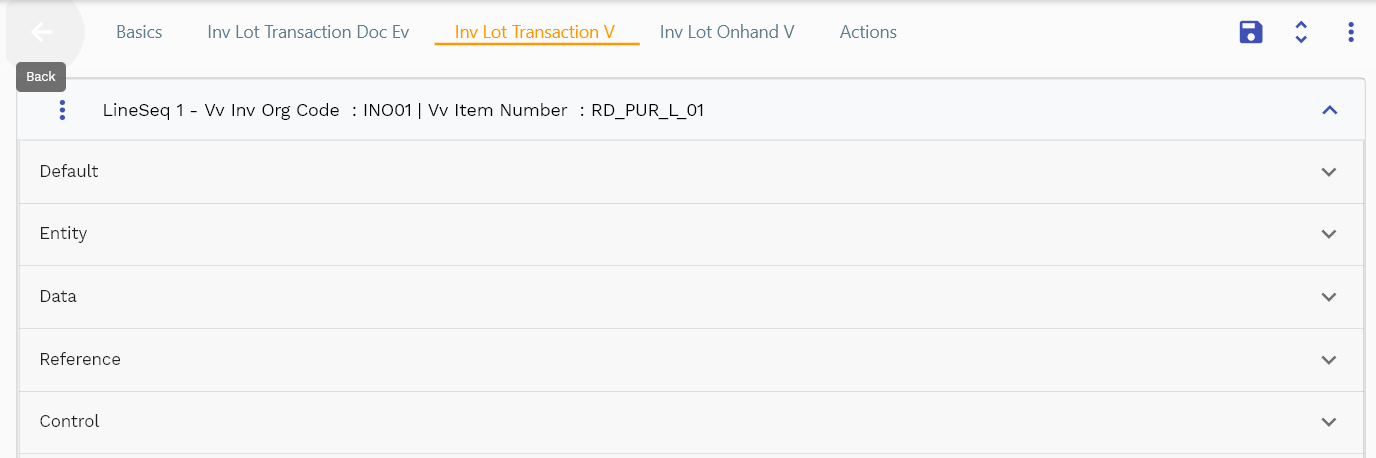 Basics Inv Lot Transaction Doc Ev Inv Lot Transaction V Inv Lot Onhand V Actions
Back
LineSeq 1 - Vv Inv Org Code : INO01 | Vv Item Number : RD_PUR_L_01
Default
Entity
Data
Reference
Control